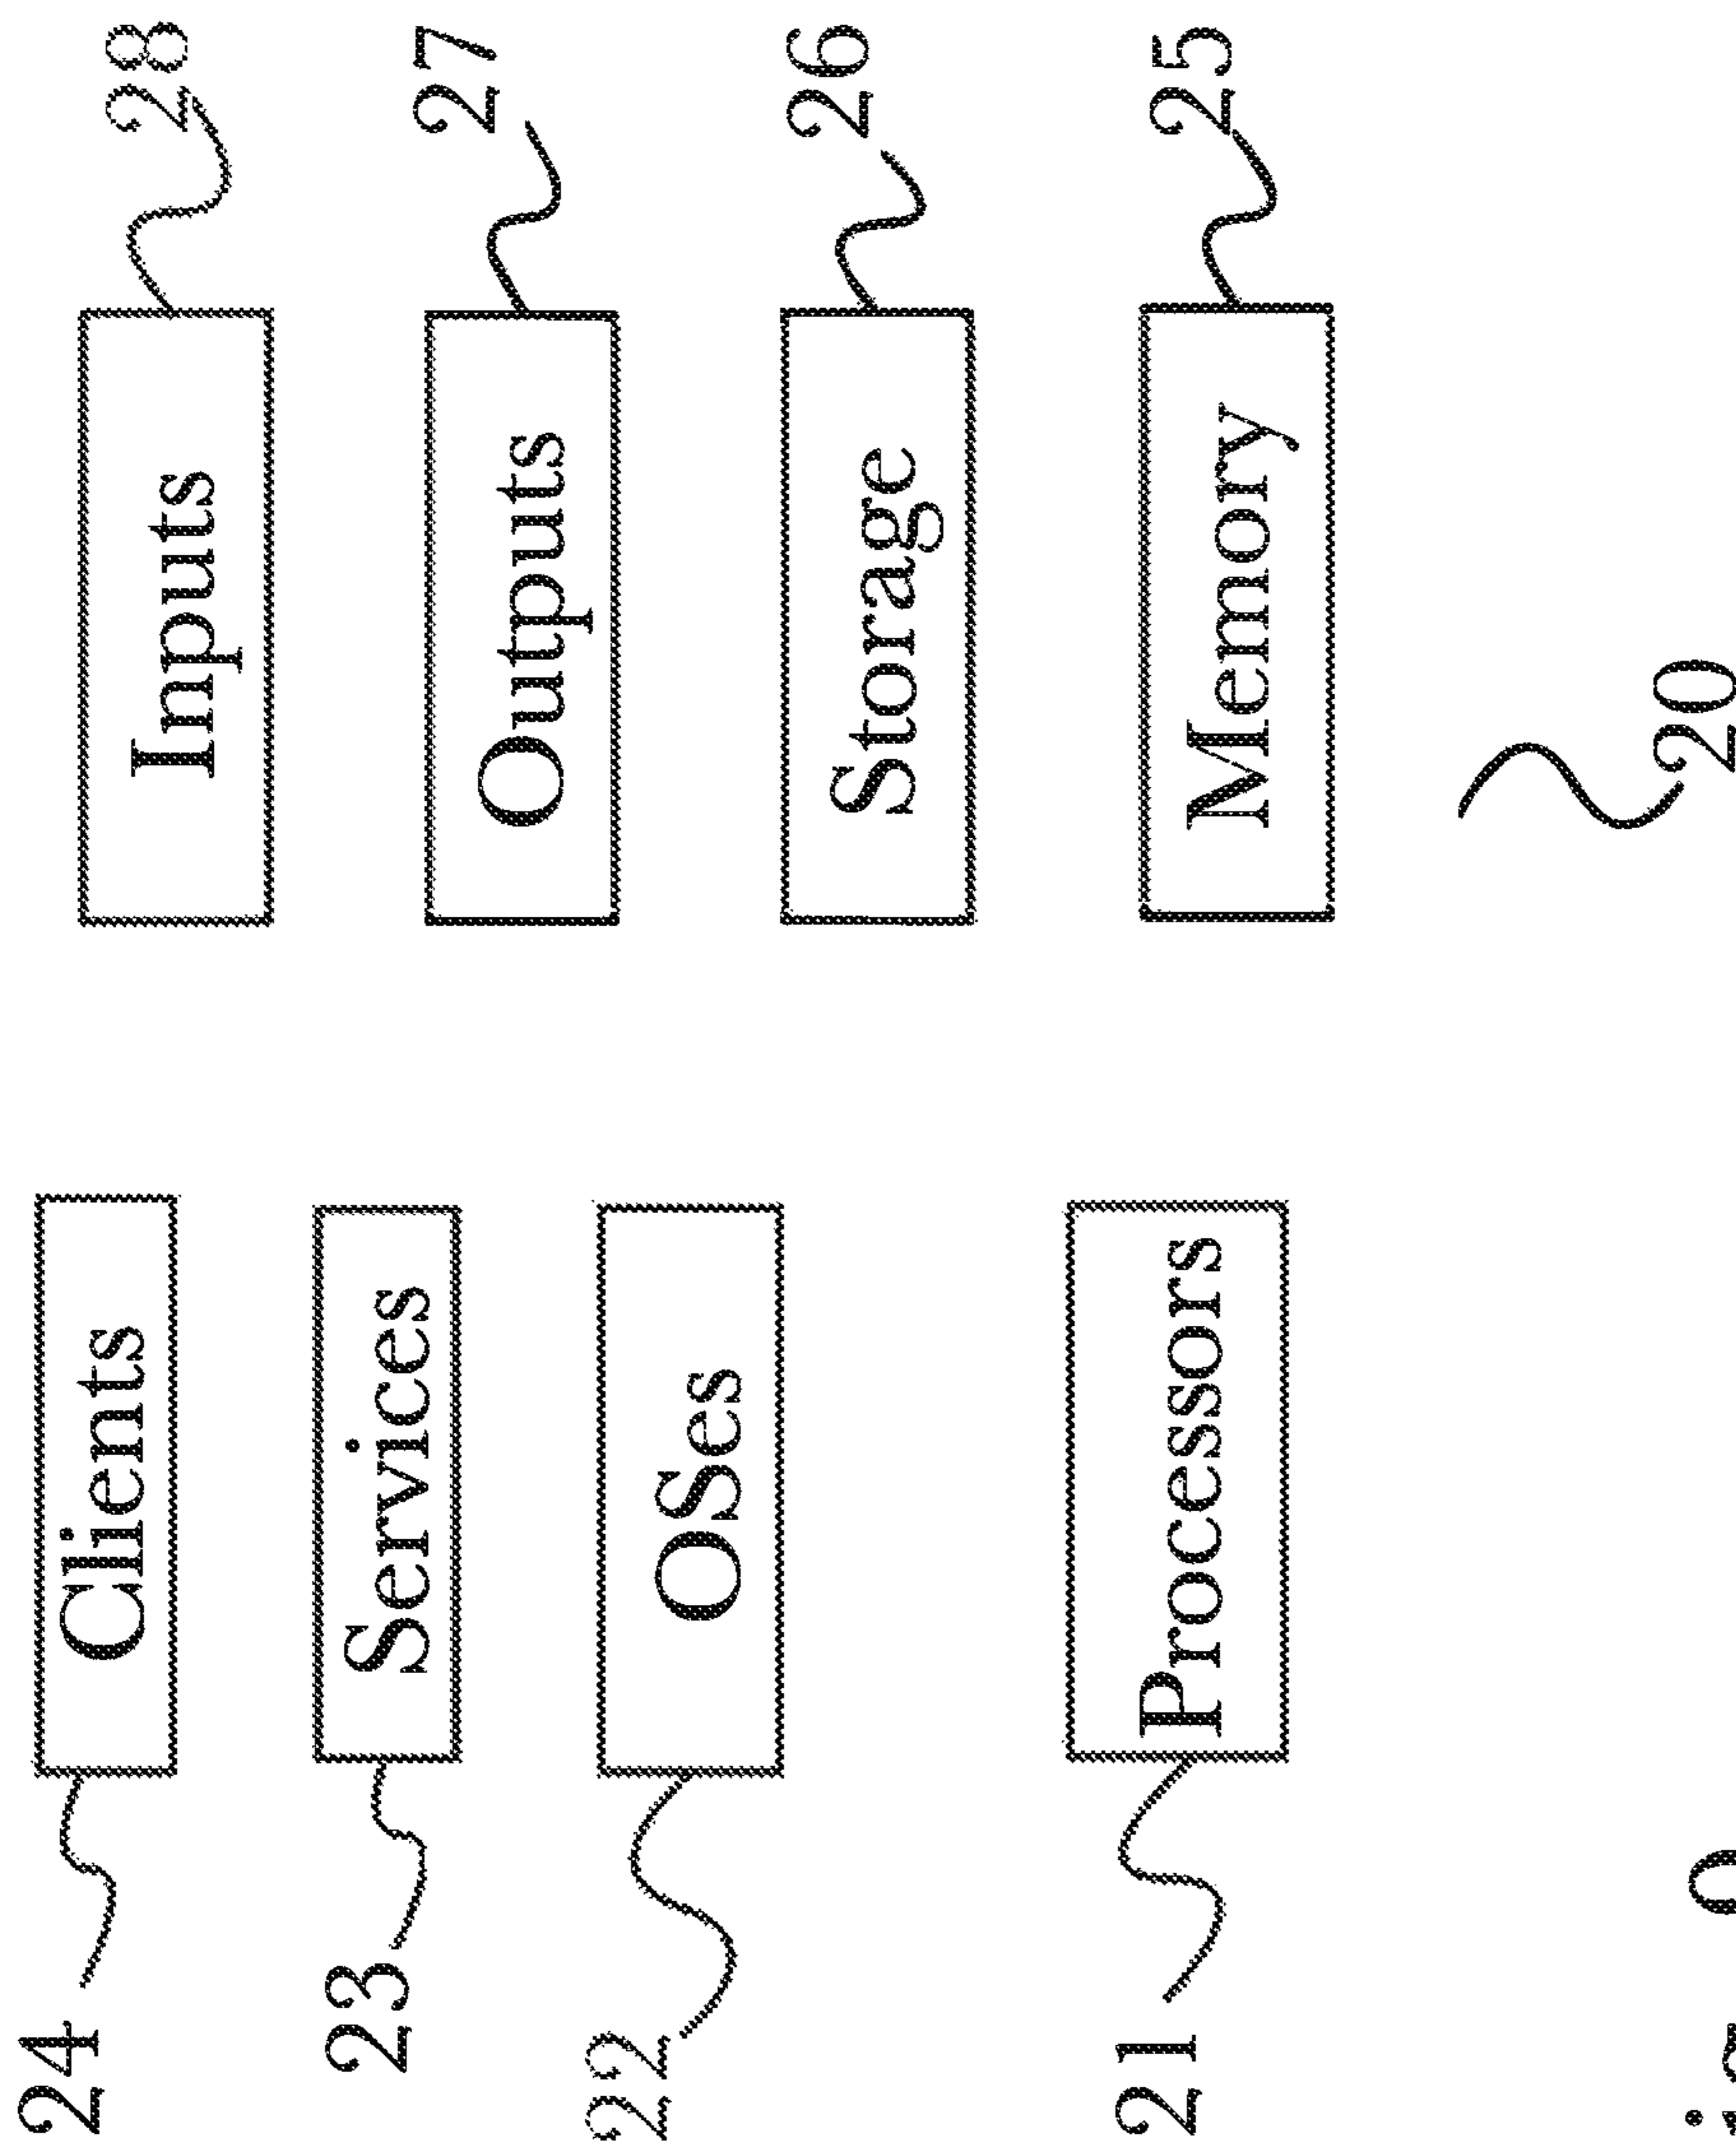 24 Clients Inputs 28
23 Services Outputs 27
22 OSes Storage 26
21 Processors Memory 25
20